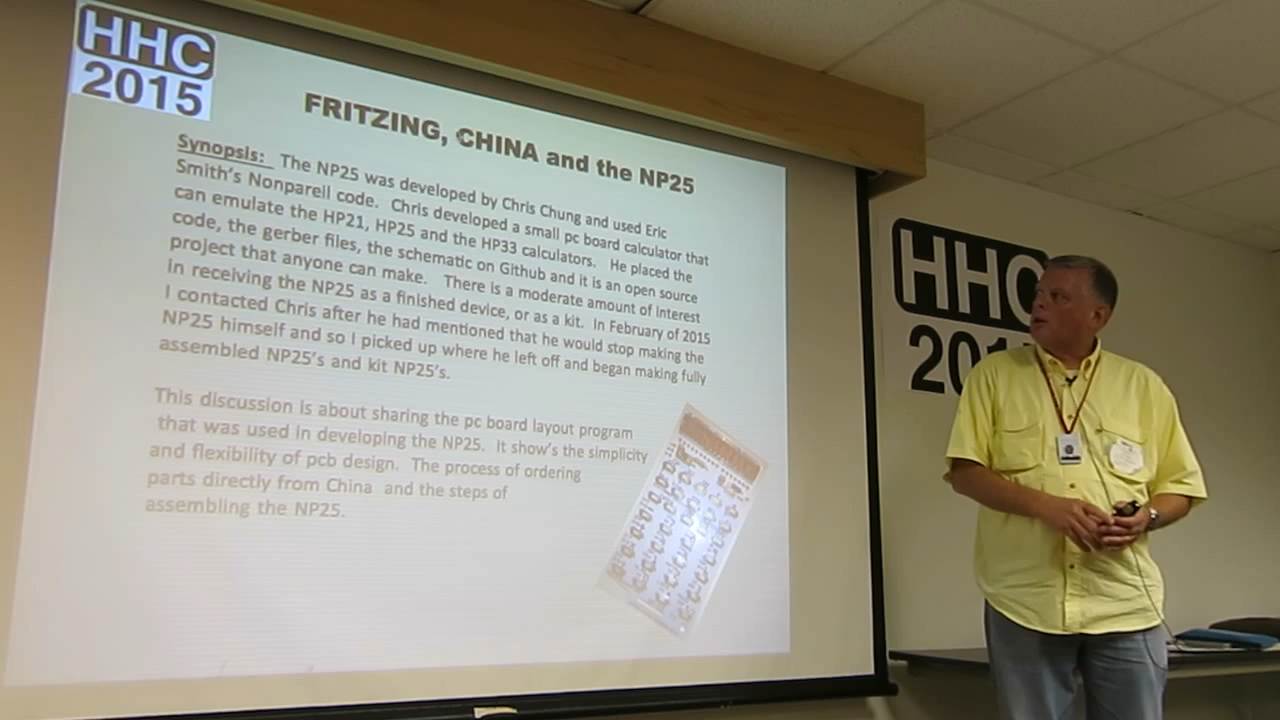 HHC
2015
FRITZING, CHINA and the NP25
Synopsis: The NP25 was developed by Chris Chung and used Eric
Smith's Nonpareil code. Chris developed a small pc board calculator that
can emulate the HP21, HP25 and the HP33 calculators. He placed the
code, the gerber files, the schematic on Github and it is an open source
project that anyone can make. There is a moderate amount of interest
in receiving the NP25 as a finished device, or as a kit. In February of 2015
I contacted Chris after he had mentioned that he would stop making the
NP25 himself and so I picked up where he left off and began making fully
assembled NP25's and kit NP25's.
This discussion is about sharing the pc board layout program
that was used in developing the NP25. It show's the simplicity
and flexibility of pcb design. The process of ordering
parts directly from China and the steps of
assembling the NP25.
HHC
201